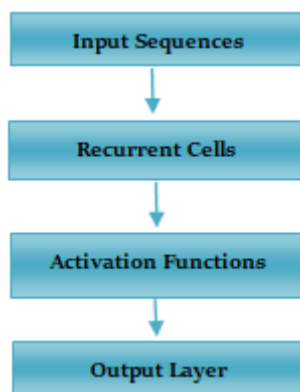 Input Sequences
Recurrent Cells
Activation Functions
Output Layer